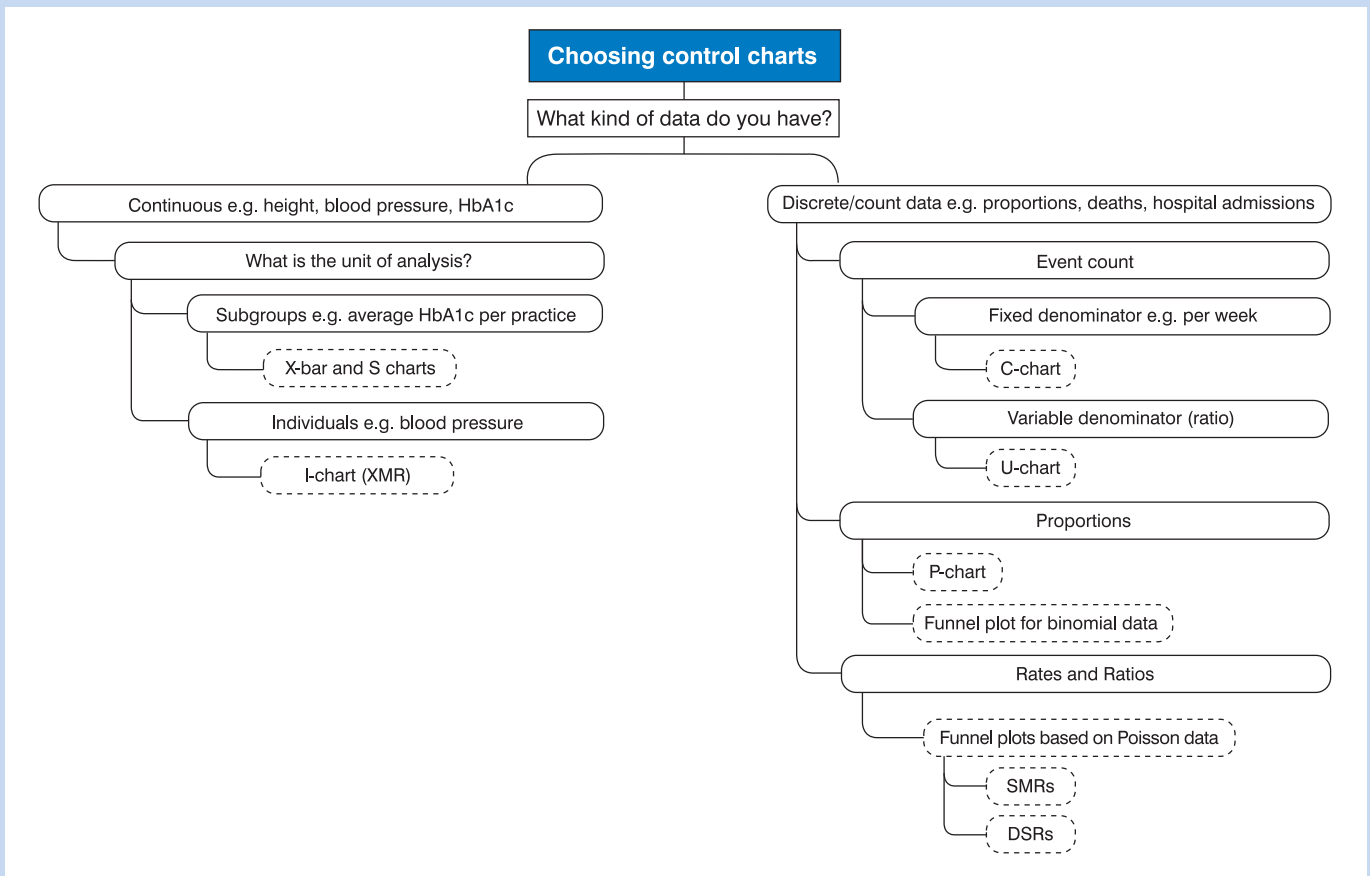 Choosing control charts
What kind of data do you have?
Continuous e.g. height, blood pressure, HbA1c
What is the unit of analysis?
Subgroups e.g. average HbA1c per practice
X-bar and S charts
Individuals e.g. blood pressure
I-chart (XMR)
Discrete/count data e.g. proportions, deaths, hospital admissions
Event count
Fixed denominator e.g. per week
C-chart
Variable denominator (ratio)
U-chart
Proportions
P-chart
Funnel plot for binomial data
Rates and Ratios
Funnel plots based on Poisson data
SMRs
DSRs